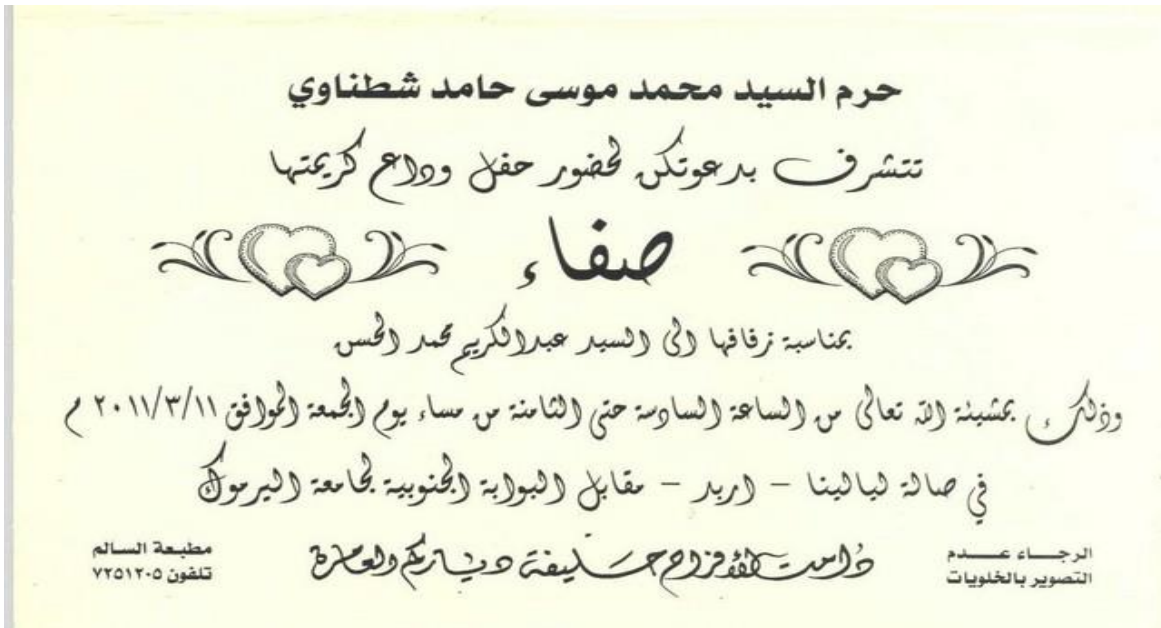 حرم السيد محمد موسى حامد شطناوي
تتشرف بدعوتكن لحضور حفل وداع كريمتها
صفاء
بمناسبة زفافها الى السيد عبدالكريم محمد الحسن
وذلك بمشيئة الله تعالى من الساعة السادسة حتى الثامنة من مساء يوم الجمعة الموافق ٢٠١١/٣/١١ م
في صالة ليالينا - اربد - مقابل البوابة الجنوبية لجامعة اليرموك
دامت الأفراح حليفة دياركم العامرة
الرجاء عدم
التصوير بالخلويات
مطبعة السالم
تلفون ٧٢٥١٢٠٥